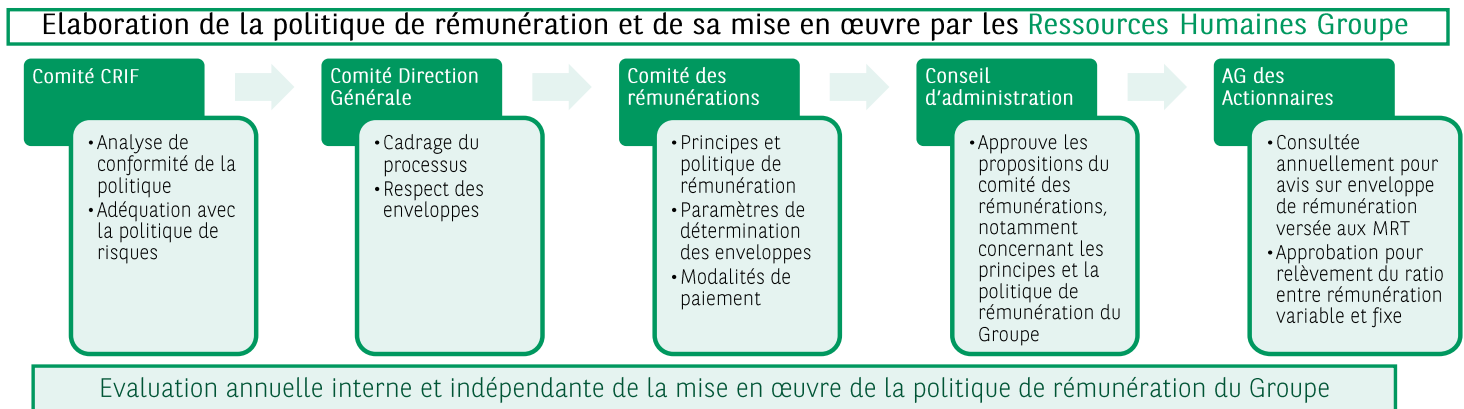 Elaboration de la politique de rémunération et de sa mise en œuvre par les Ressources Humaines Groupe
Comité CRIF
• Analyse de
conformité de la
politique
• Adéquation avec
la politique de
risques
Comité Direction
Générale
• Cadrage du
processus
• Respect des
enveloppes
Comité des
rémunérations
• Principes et
politique de
rémunération
• Paramètres de
détermination
des enveloppes
• Modalités de
paiement
Conseil
d'administration
• Approuve les
propositions du
comité des
rémunérations,
notamment
concernant les
principes et la
politique de
rémunération du
Groupe
AG des
Actionnaires
• Consultée
annuellement pour
avis sur enveloppe
de rémunération
versée aux MRT
• Approbation pour
relèvement du ratio
entre rémunération
variable et fixe
Evaluation annuelle interne et indépendante de la mise en œuvre de la politique de rémunération du Groupe